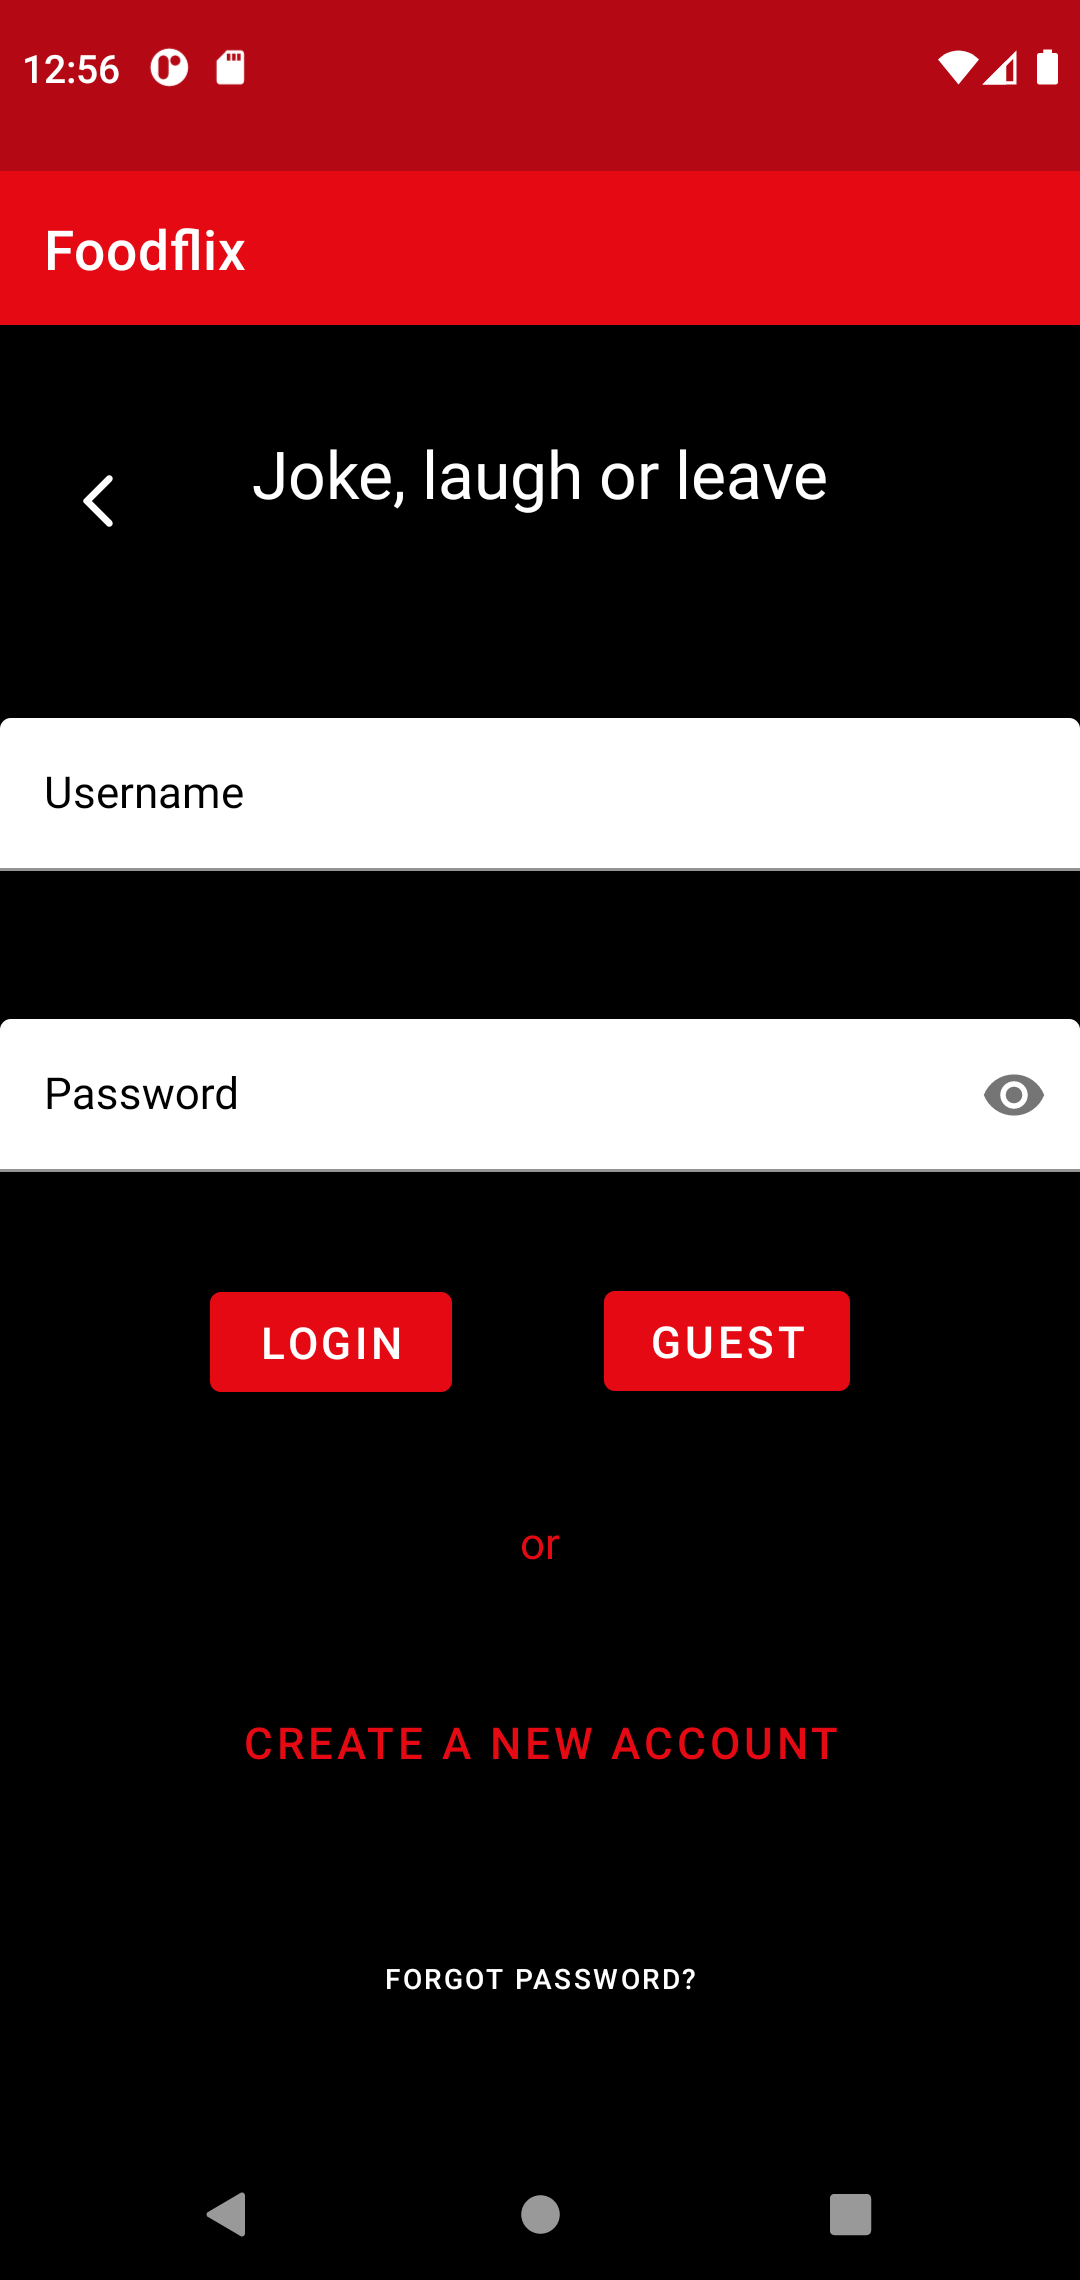 12:56
Foodflix
Joke, laugh or leave
Username
Password
LOGIN
GUEST
or
CREATE A NEW ACCOUNT
FORGOT PASSWORD?